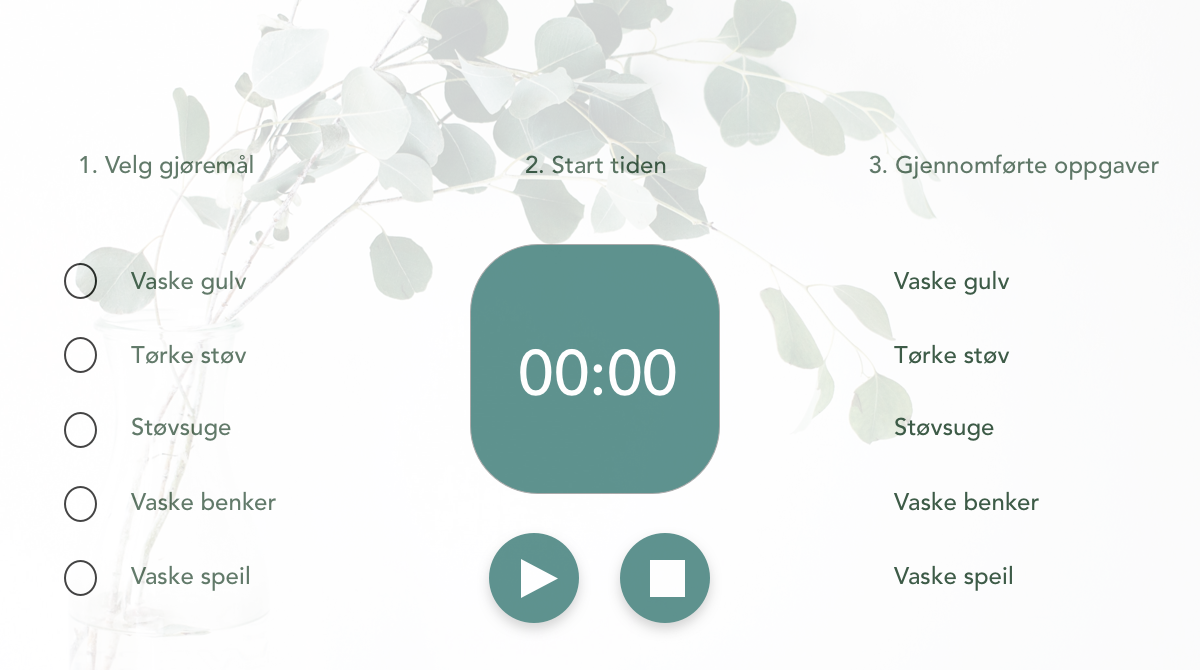 1. Velg gjøremål
Vaske gulv
Tørke støv
Støvsuge
Vaske benker
Vaske speil
2. Start tiden
00:00
3. Gjennomførte oppgaver
Vaske gulv
Tørke støv
Støvsuge
Vaske benker
Vaske speil